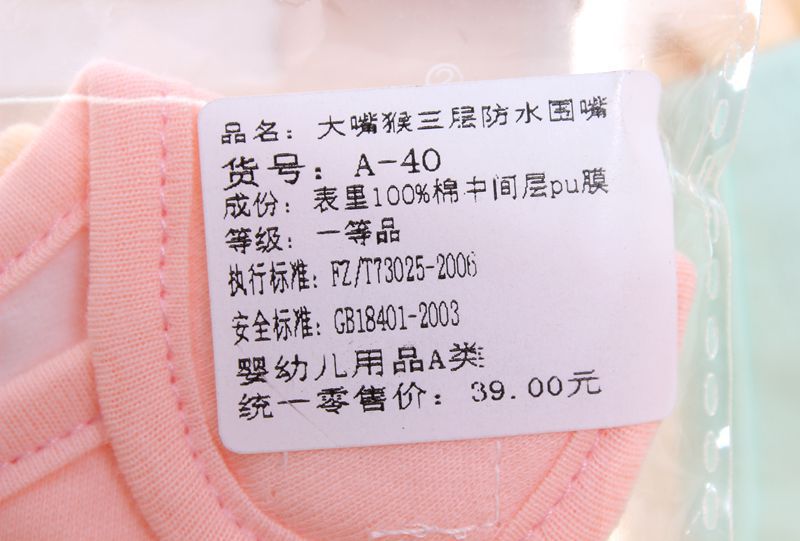 品名：大嘴猴三层防水围嘴
货号：A-40
成份：表里100%棉中间层pu膜
等级：一等品
执行标准：FZ/T73025-2006
安全标准：GB18401-2003
婴幼儿用品A类
统一零售价：39.00元